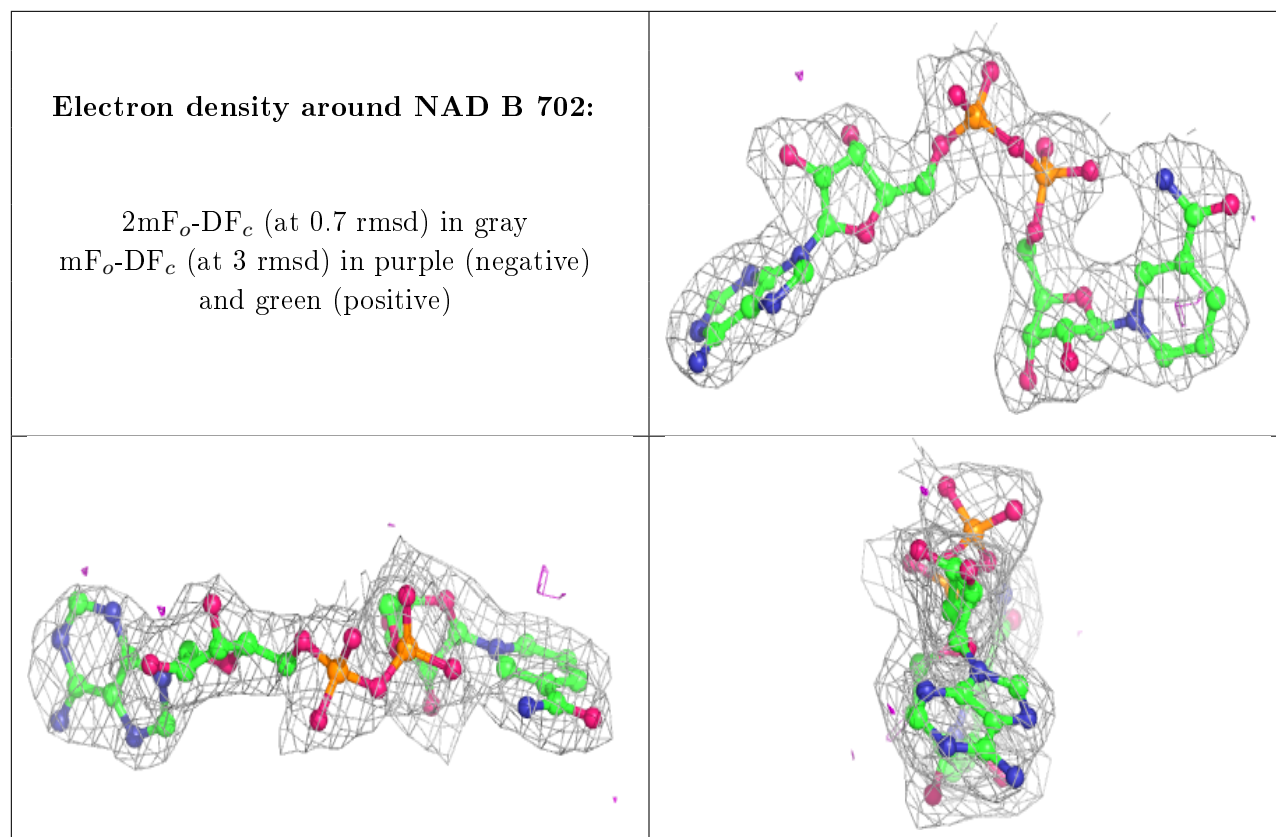 Electron density around NAD B 702:
2mFₒ-DF𝒸 (at 0.7 rmsd) in gray
mFₒ-DF𝒸 (at 3 rmsd) in purple (negative)
and green (positive)